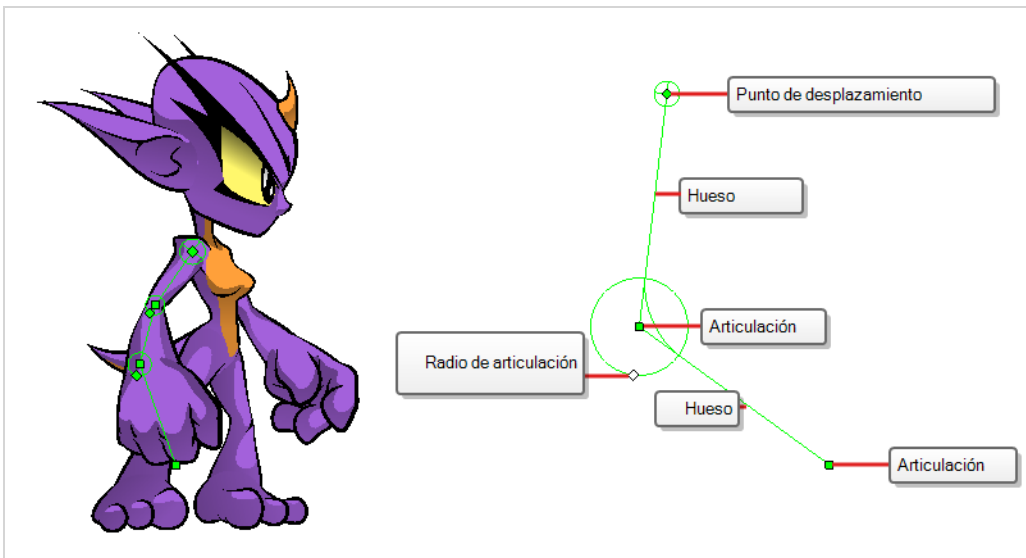 Punto de desplazamiento
Hueso
Articulación
Radio de articulación
Hueso
Articulación